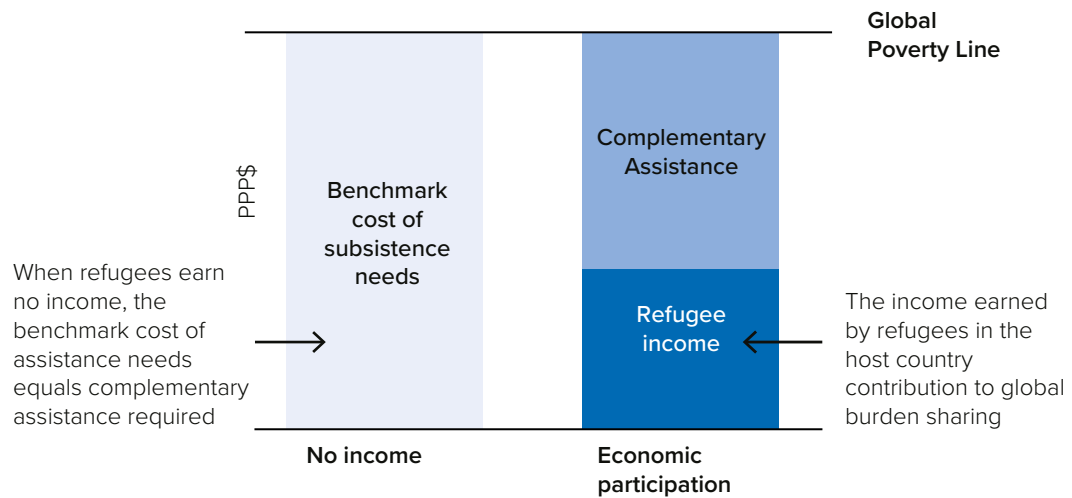 Global
Poverty Line
PPP$
Benchmark
cost of
subsistence
needs
Complementary
Assistance
Refugee
income
When refugees earn
no income, the
benchmark cost of
assistance needs
equals complementary
assistance required
The income earned
by refugees in the
host country
contribution to global
burden sharing
No income
Economic
participation